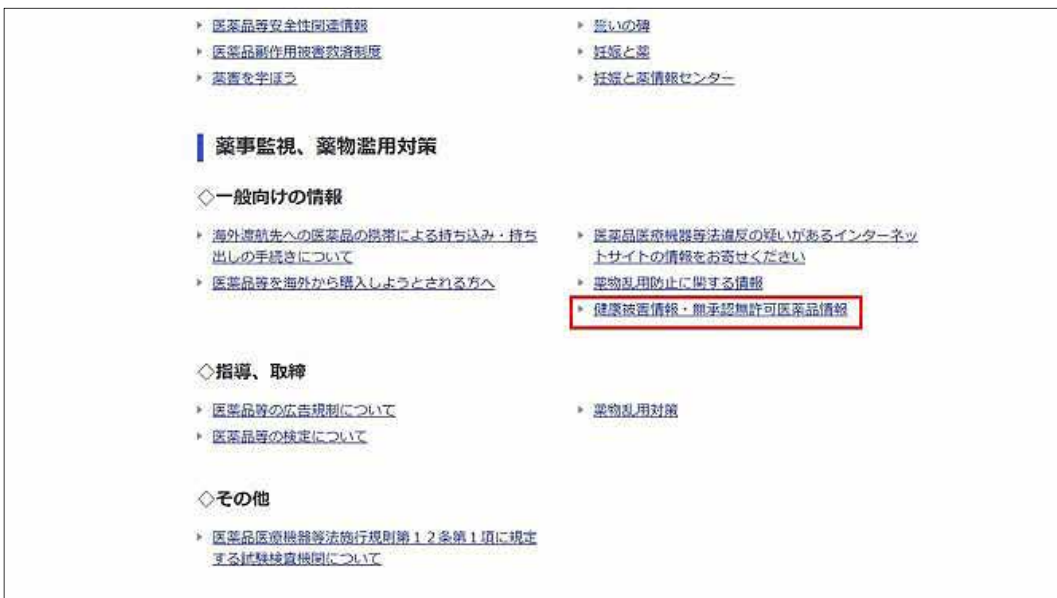 医薬品等安全性関連情報
医薬品副作用被害救済制度
薬害を学ぼう
誓いの碑
妊娠と薬
妊娠と薬情報センター
薬事監視、薬物濫用対策
◇一般向けの情報
海外渡航先への医薬品の携帯による持ち込み・持ち
出しの手続きについて
医薬品等を海外から購入しようとされる方へ
医薬品医療機器等法違反の疑いがあるインターネッ
トサイトの情報をお寄せください
薬物乱用防止に関する情報
健康被害情報・無承認無許可医薬品情報
◇指導、取締
医薬品等の広告規制について
医薬品等の検定について
薬物乱用対策
◇その他
医薬品医療機器等法施行規則第１２条第１項に規定
する試験検査機関について